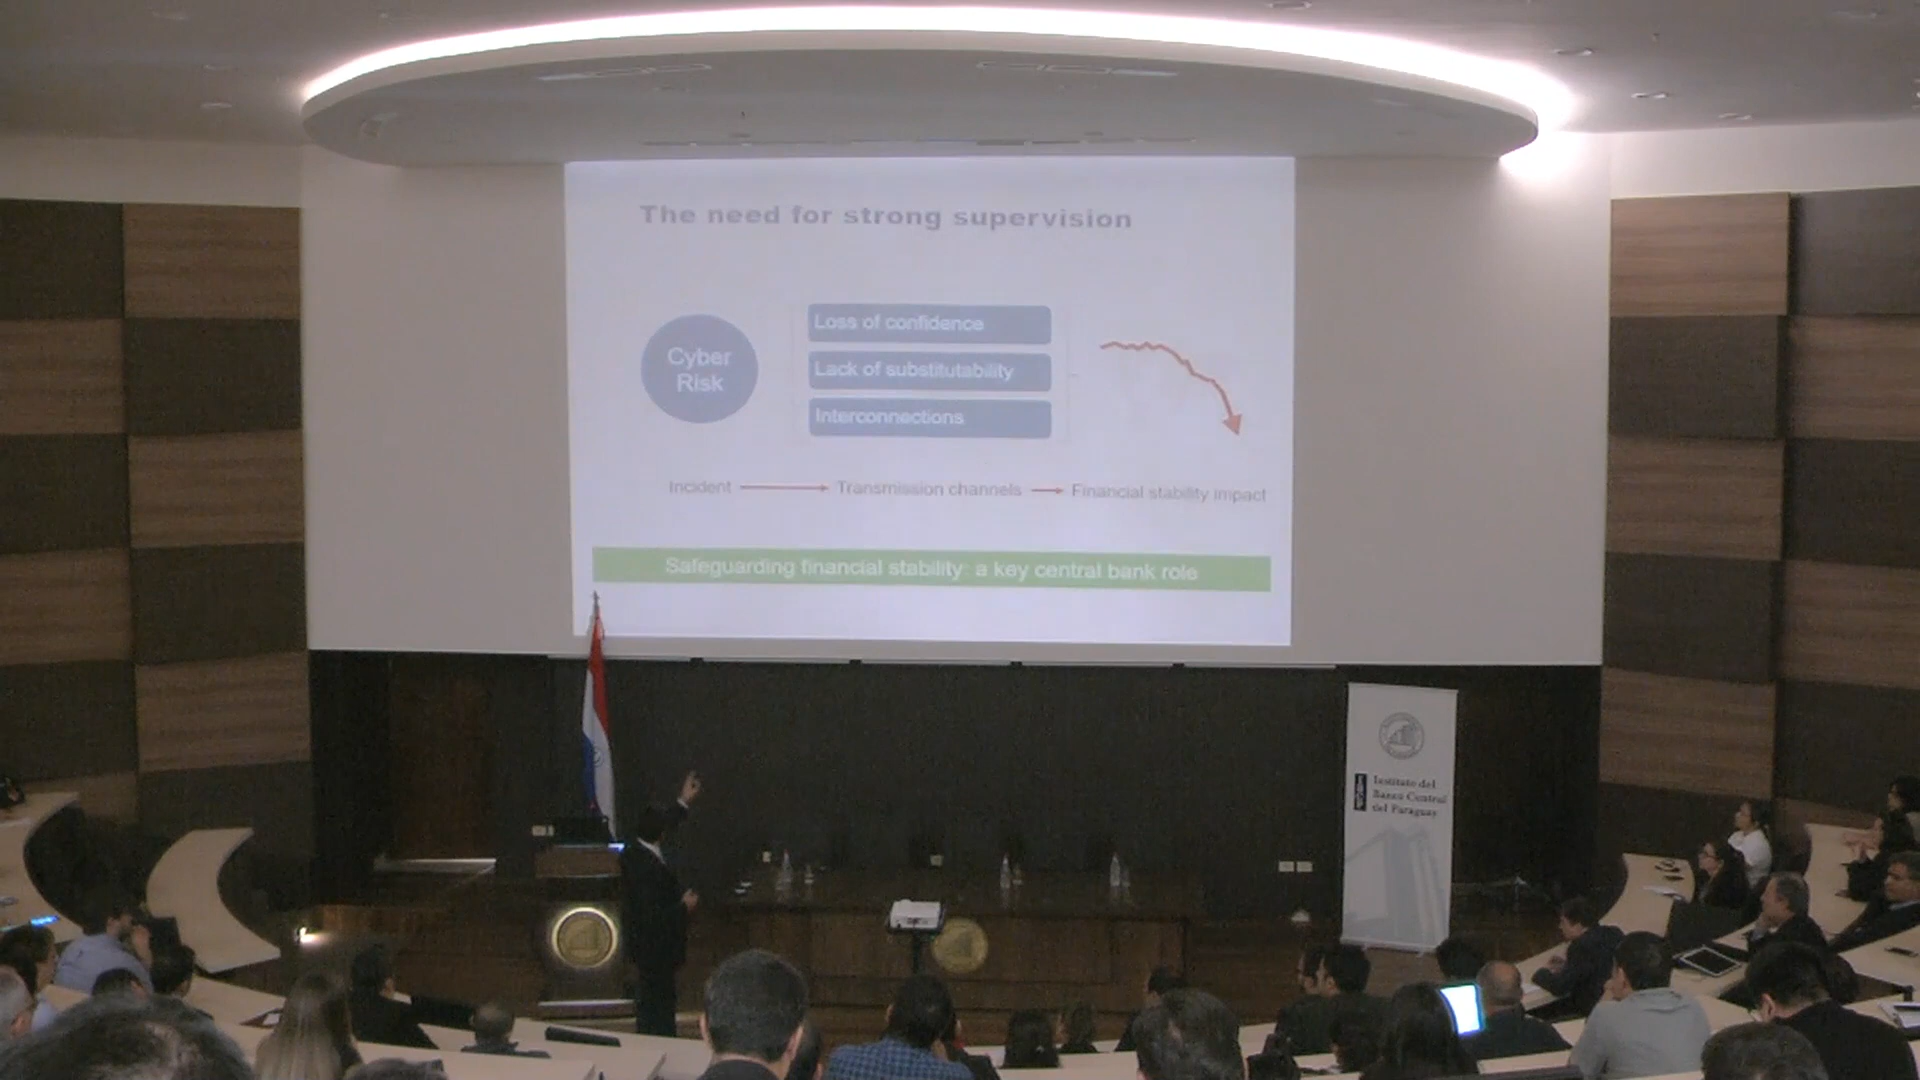 The need for strong supervision
Cyber
Risk
Loss of confidence
Lack of substitutability
Interconnections
Incident
Transmission channels
Financial stability impact
Safeguarding financial stability: a key central bank role
Instituto del
Banco Central
del Paraguay